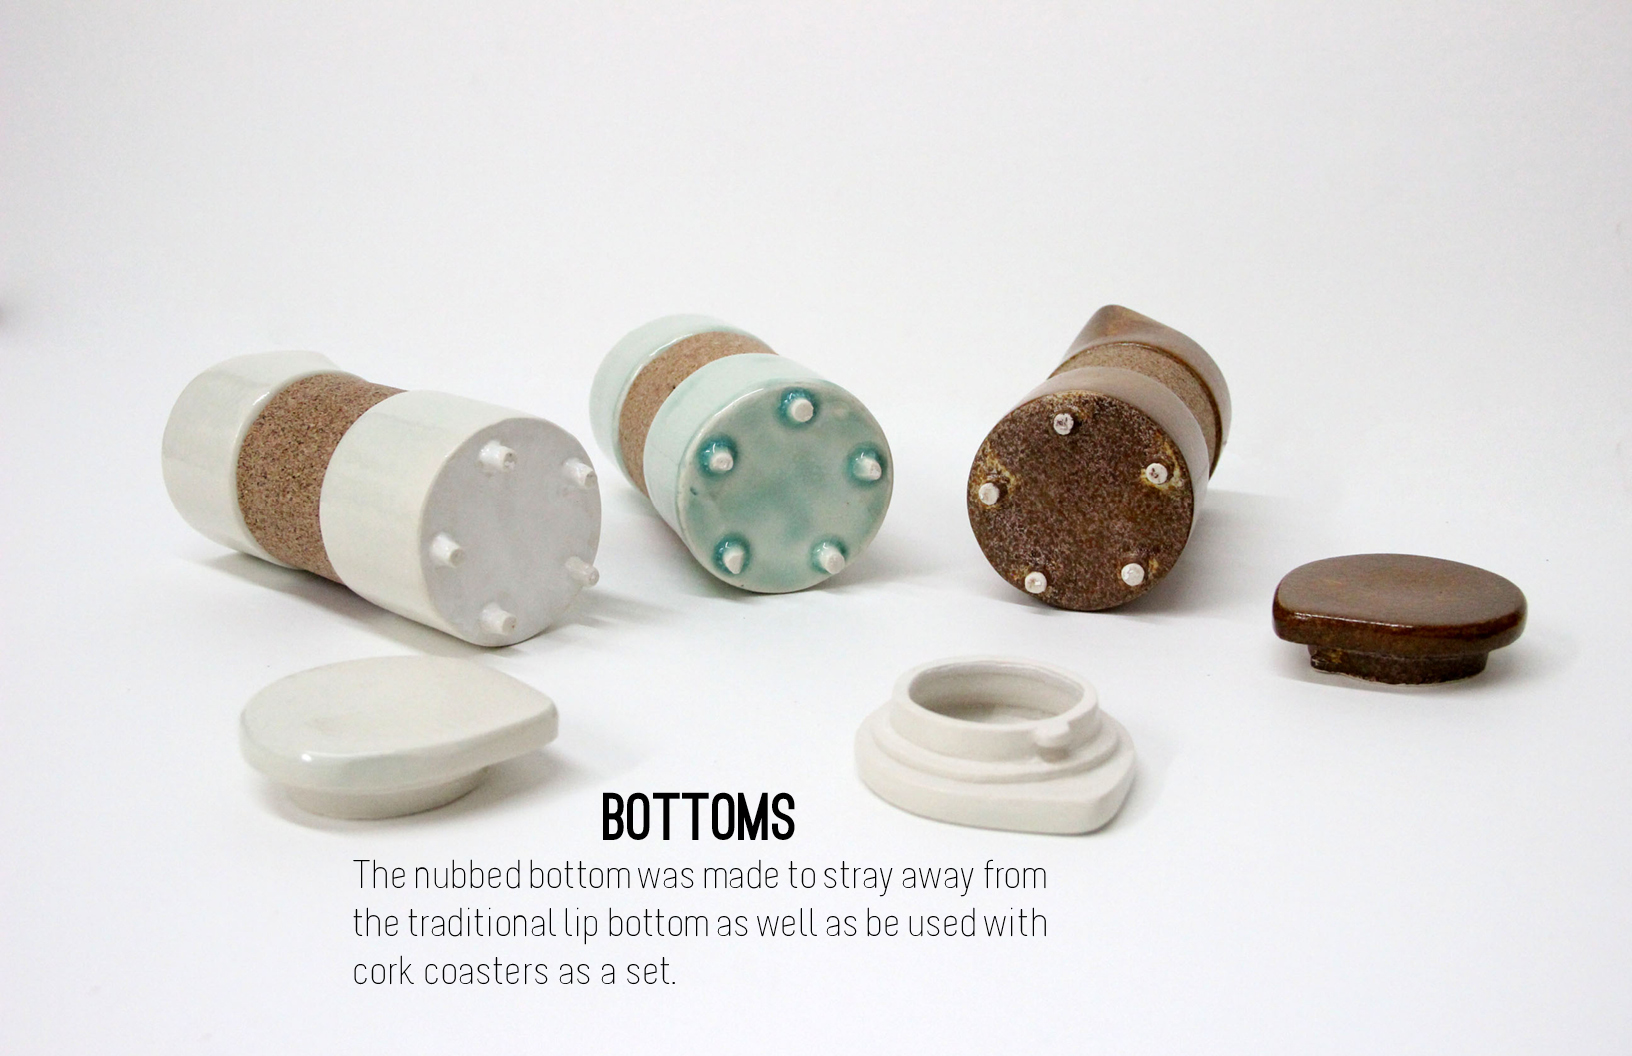 BOTTOMS
The nubbed bottom was made to stray away from
the traditional lip bottom as well as be used with
cork coasters as a set.